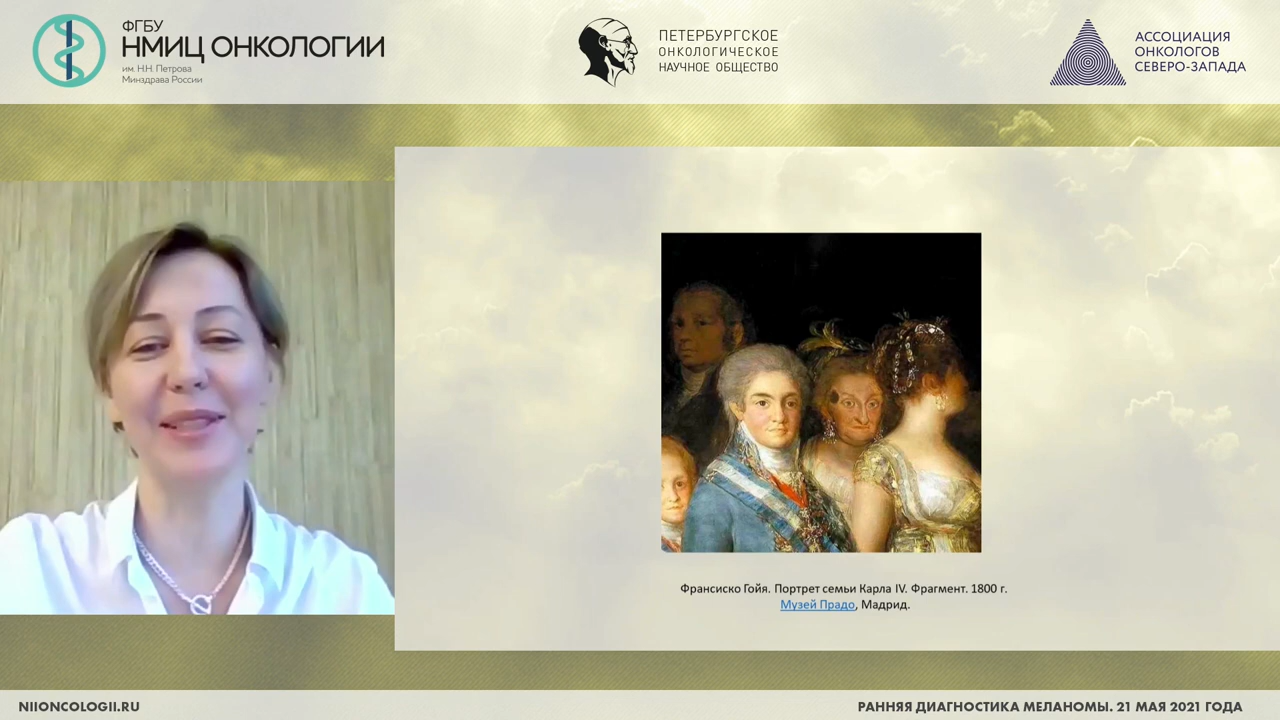 ФГБУ
НМИЦ ОНКОЛОГИИ
им. Н.Н. Петрова
Минздрава России
ПЕТЕРБУРГСКОЕ
ОНКОЛОГИЧЕСКОЕ
НАУЧНОЕ ОБЩЕСТВО
АССОЦИАЦИЯ
ОНКОЛОГОВ
СЕВЕРО-ЗАПАДА
Франсиско Гойя. Портрет семьи Карла IV. Фрагмент. 1800 г.
Музей Прадо, Мадрид.
NIIONCOLOGII.RU
РАННЯЯ ДИАГНОСТИКА МЕЛАНОМЫ. 21 МАЯ 2021 ГОДА